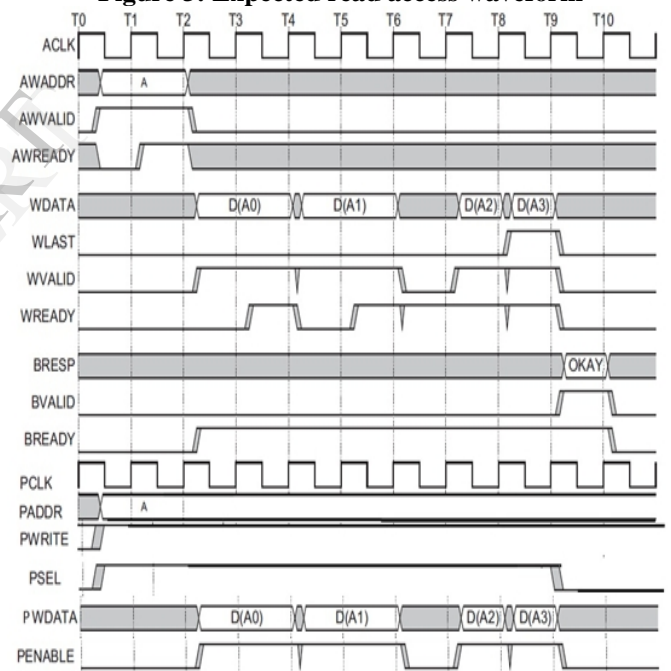 Figure 3: Expected read access waveform
T0 T1 T2 T3 T4 T5 T6 T7 T8 T9 T10
ACLK
AWADDR A
AWVALID
AWREADY
WDATA D(A0) D(A1) D(A2) D(A3)
WLAST
WVALID
WREADY
BRESP OKAY
BVALID
BREADY
PCLK
PADDR A
PWRITE
PSEL
PWDATA D(A0) D(A1) D(A2) D(A3)
PENABLE